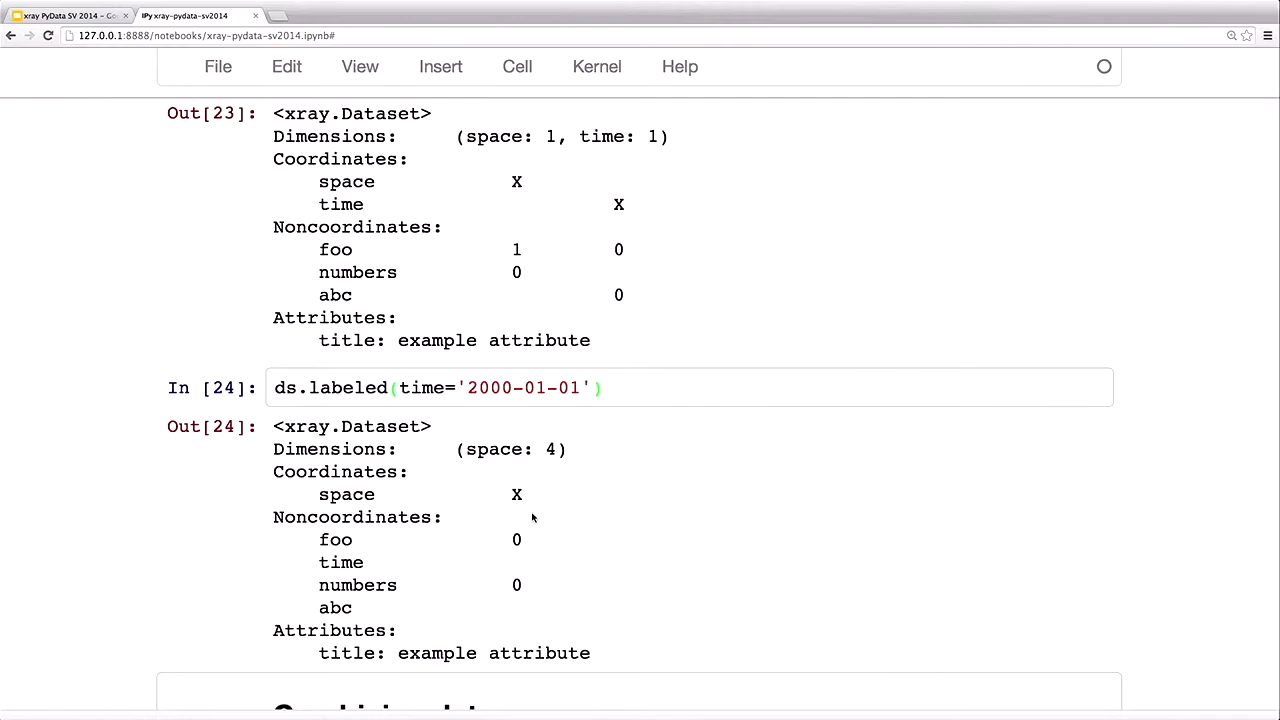 xray PyData SV 2014 – Go
IPy xray-pydata-sv2014
127.0.0.1:8888/notebooks/xray-pydata-sv2014.ipynb#
File Edit View Insert Cell Kernel Help
Out[23]: <xray.Dataset>
Dimensions: (space: 1, time: 1)
Coordinates:
space X
time X
Noncoordinates:
foo 1 0
numbers 0
abc 0
Attributes:
title: example attribute
In [24]: ds.labeled(time='2000-01-01')
Out[24]: <xray.Dataset>
Dimensions: (space: 4)
Coordinates:
space X
Noncoordinates:
foo 0
time
numbers 0
abc
Attributes:
title: example attribute